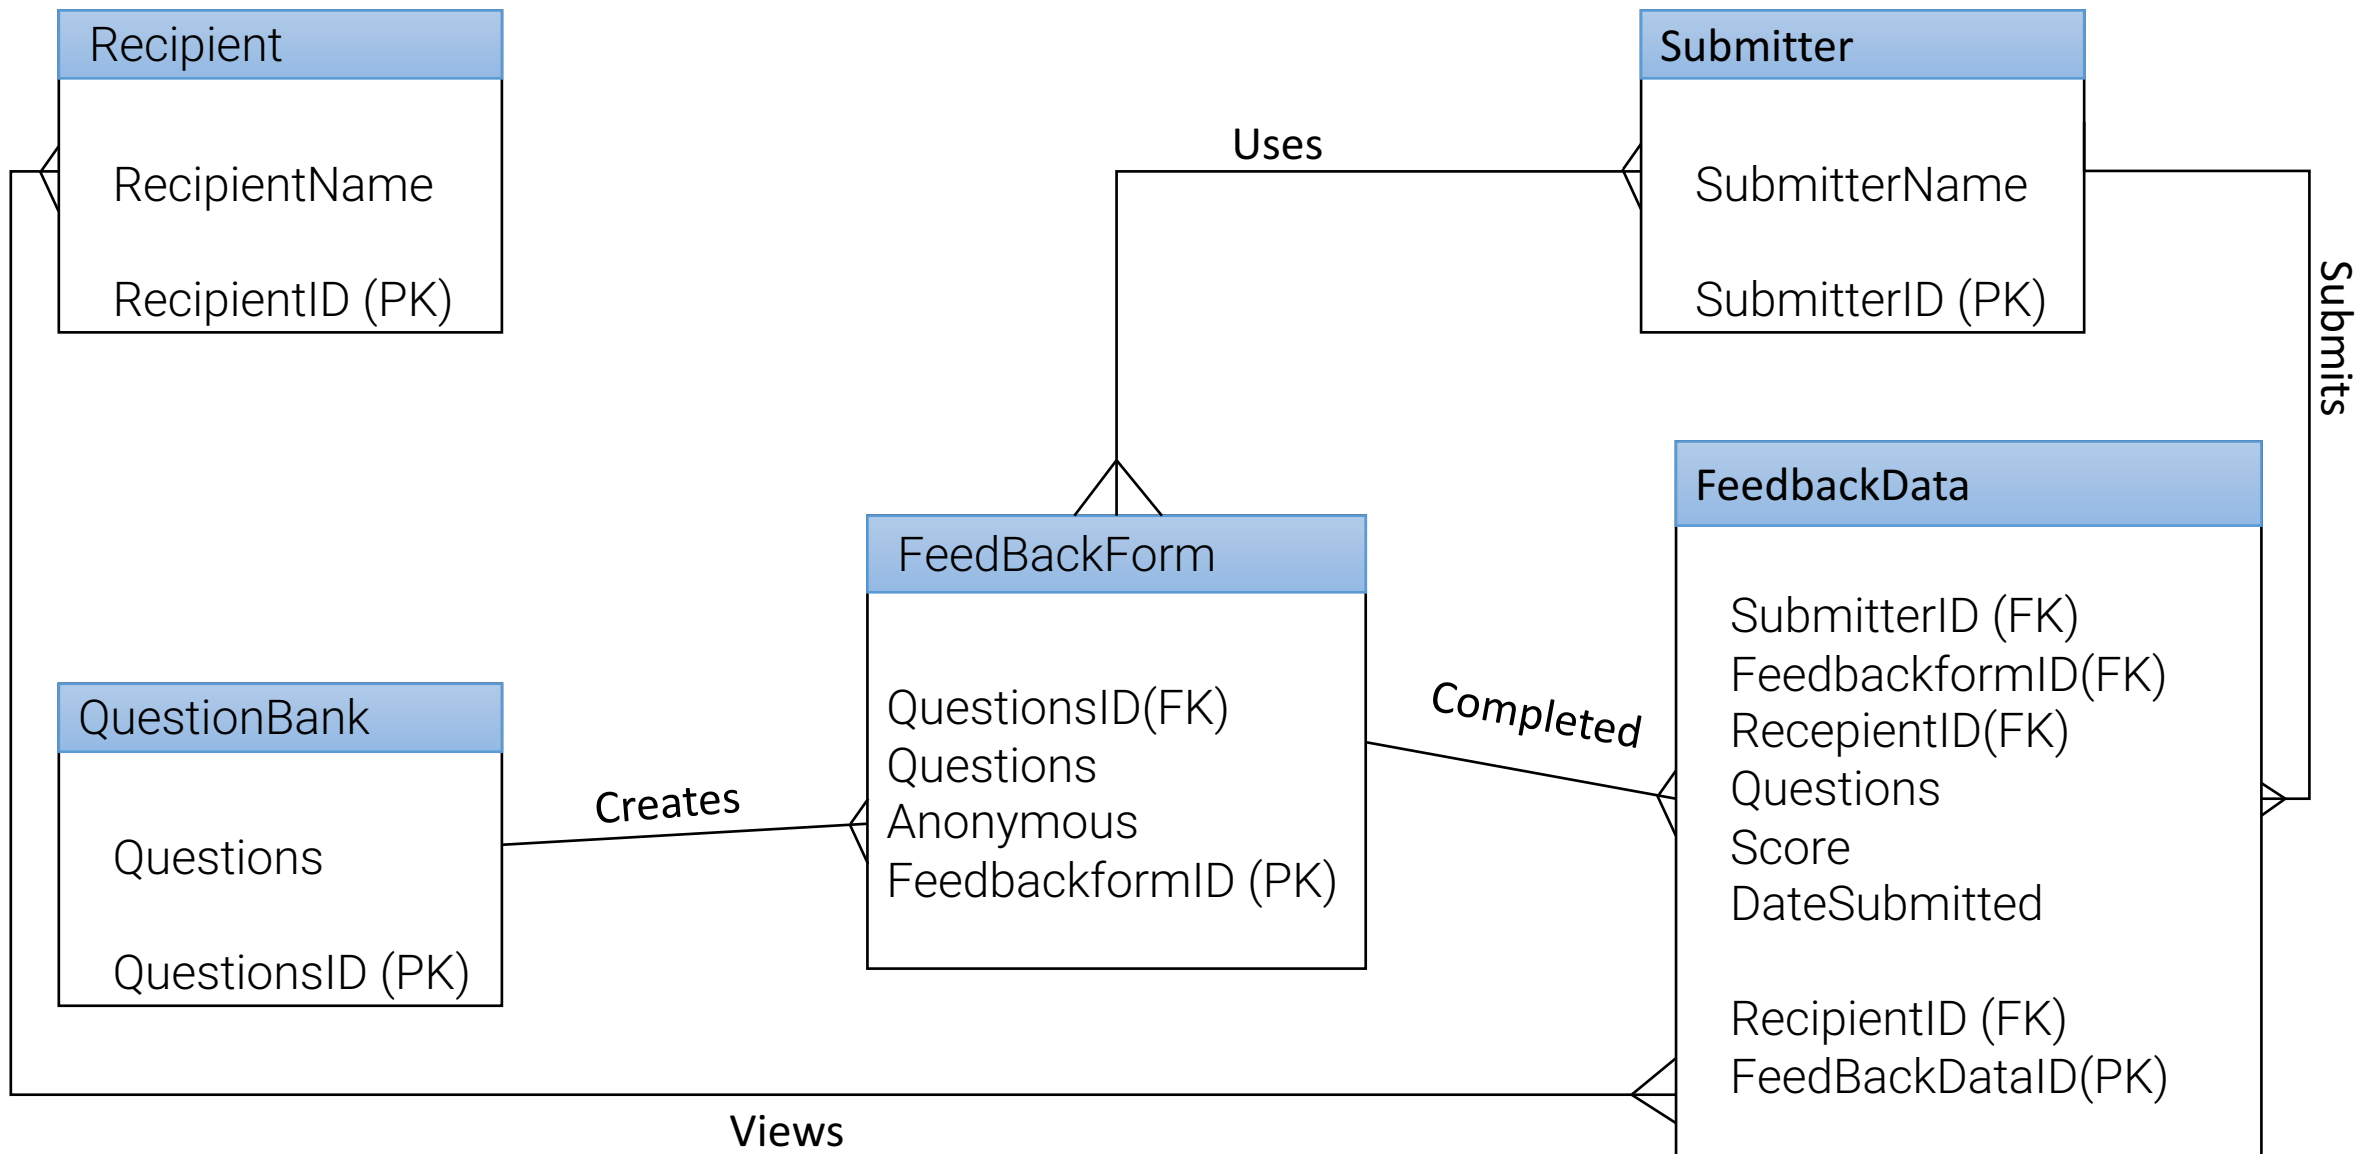 Recipient
RecipientName
RecipientID (PK)
Uses
Submitter
SubmitterName
SubmitterID (PK)
Submits
QuestionBank
Questions
QuestionsID (PK)
Creates
FeedBackForm
QuestionsID(FK)
Questions
Anonymous
FeedbackformID (PK)
Completed
FeedbackData
SubmitterID (FK)
FeedbackformID(FK)
RecepientID(FK)
Questions
Score
DateSubmitted
RecipientID (FK)
FeedBackDataID(PK)
Views